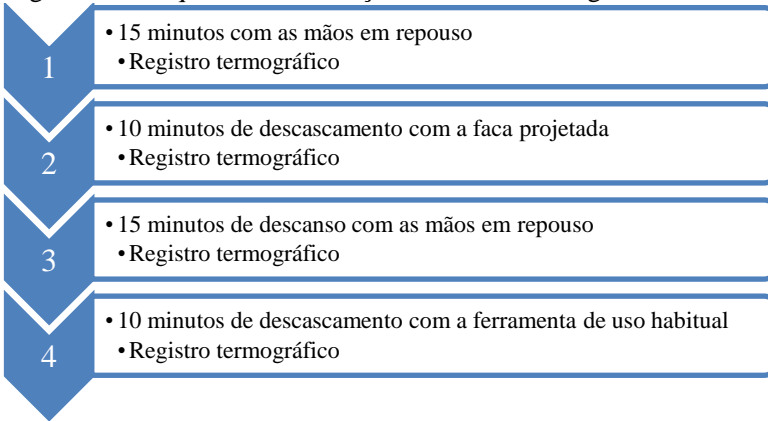 1
• 15 minutos com as mãos em repouso
• Registro termográfico
2
• 10 minutos de descascamento com a faca projetada
• Registro termográfico
3
• 15 minutos de descanso com as mãos em repouso
• Registro termográfico
4
• 10 minutos de descascamento com a ferramenta de uso habitual
• Registro termográfico